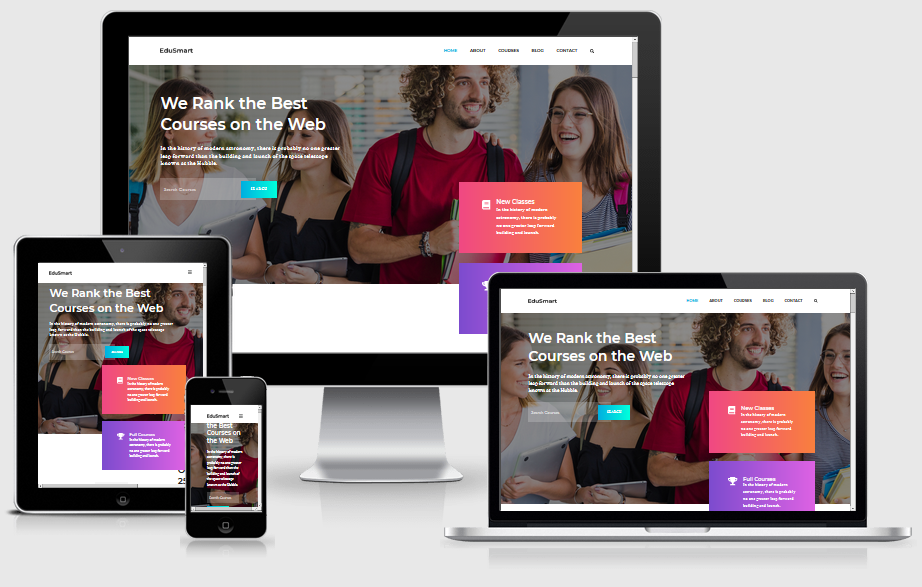 EduSmart
HOME ABOUT COURSES BLOG CONTACT
We Rank the Best
Courses on the Web
In the history of modern astronomy, there is probably no one greater
leap forward than the building and launch of the space telescope
known as the Hubble.
Search Courses SEARCH
New Classes
In the history of modern
astronomy, there is probably
no one greater leap forward
building and launch.
EduSmart
We Rank the Best
Courses on the Web
In the history of modern astronomy, there is probably no one greater
leap forward than the building and launch of the space telescope
known as the Hubble.
Search Courses SEARCH
New Classes
In the history of modern
astronomy, there is probably
no one greater leap forward
building and launch.
Full Courses
In the history of modern
astronomy, there is probably
no one greater leap forward
building and launch.
25
EduSmart
the Best
Courses on
the Web
In the history of modern
astronomy, there is
probably no one greater
leap forward than the
building and launch of
the space telescope
known as the Hubble.
Search Courses
EduSmart
HOME ABOUT COURSES BLOG CONTACT
We Rank the Best
Courses on the Web
In the history of modern astronomy, there is probably no one greater
leap forward than the building and launch of the space telescope
known as the Hubble.
Search Courses SEARCH
New Classes
In the history of modern
astronomy, there is probably
no one greater leap forward
building and launch.
Full Courses
In the history of modern
astronomy, there is probably
no one greater leap forward
building and launch.